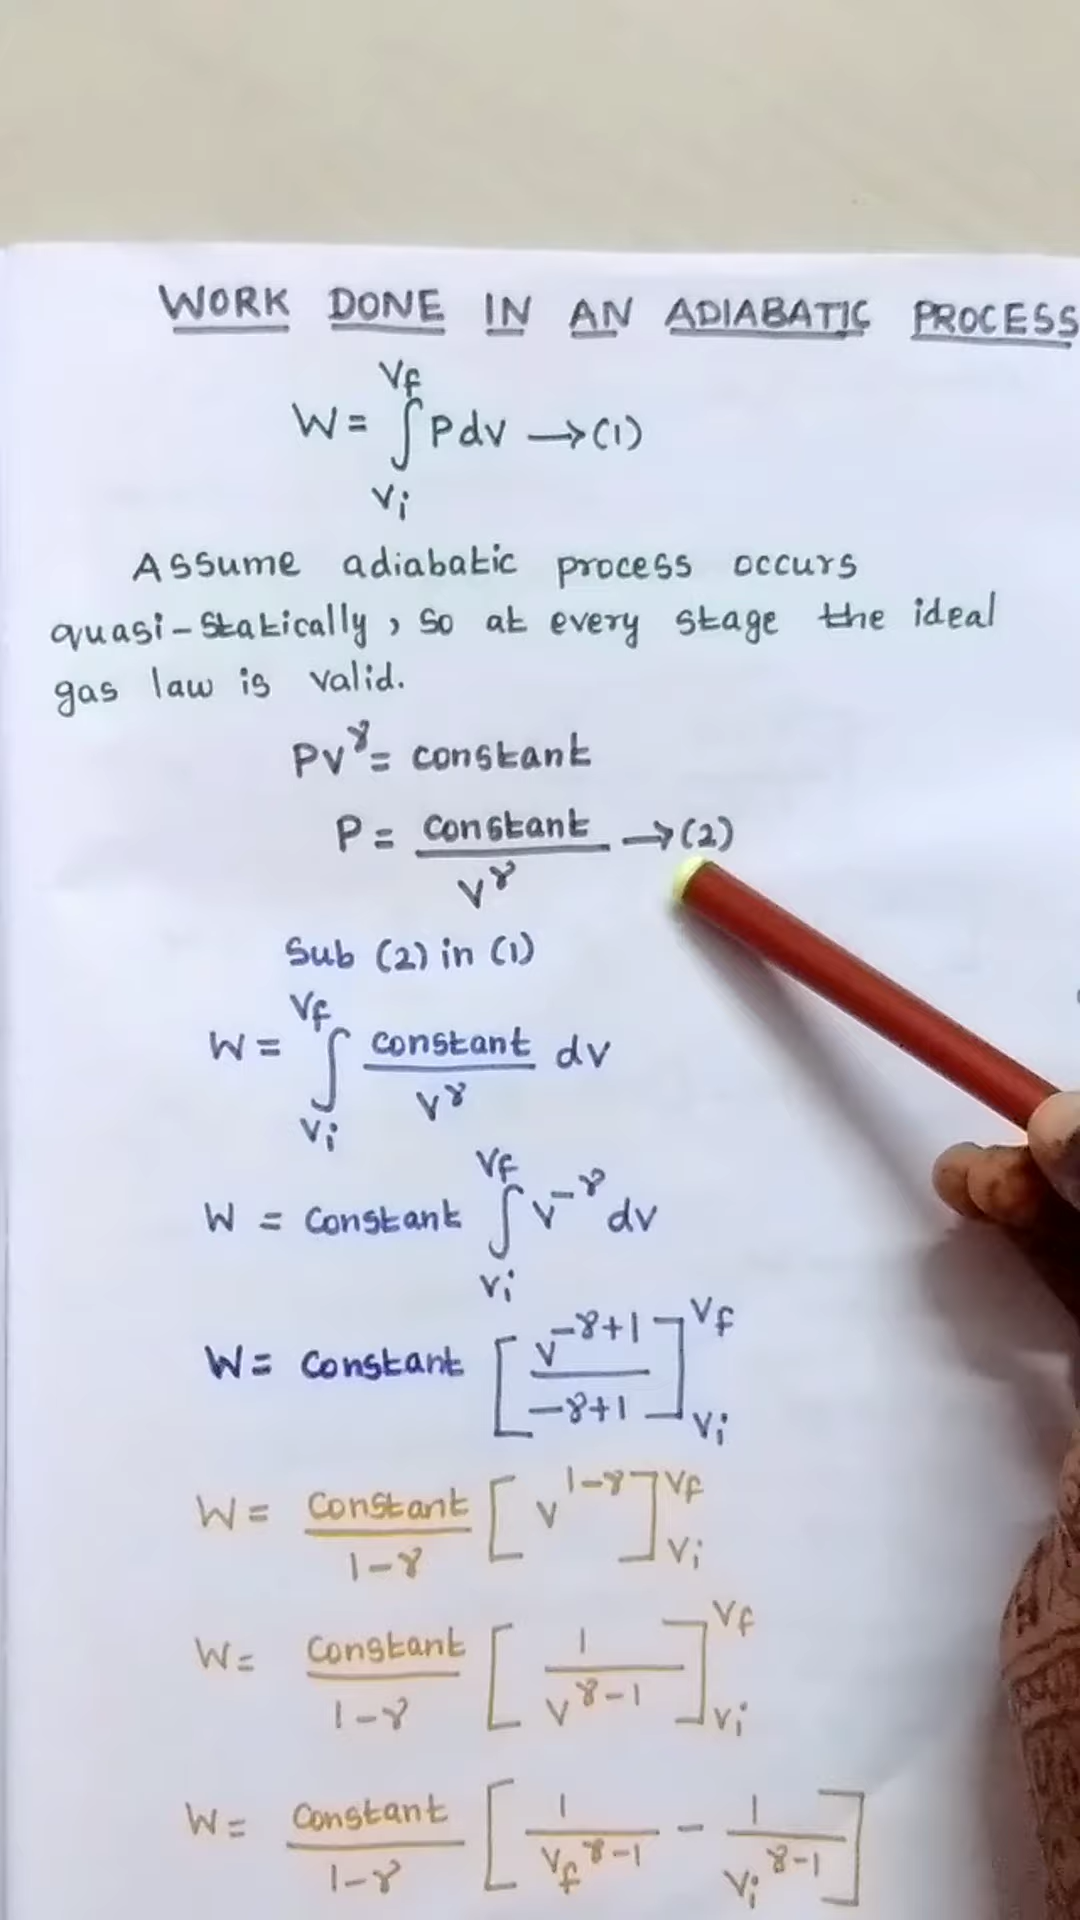 WORK DONE IN AN ADIABATIC PROCESS
W = ∫_{Vi}^{Vf} P dv → (1)
Assume adiabatic process occurs
quasi-statically, so at every stage the ideal
gas law is valid.
PV^γ = constant
P = constant / V^γ → (2)
Sub (2) in (1)
W = ∫_{Vi}^{Vf} constant / V^γ dv
W = constant ∫_{Vi}^{Vf} V^{-γ} dv
W = constant [V^{-γ+1} / -γ+1]_{Vi}^{Vf}
W = constant / 1-γ [V^{1-γ}]_{Vi}^{Vf}
W = constant / 1-γ [1 / V^{γ-1}]_{Vi}^{Vf}
W = constant / 1-γ [1 / Vf^{γ-1} - 1 / Vi^{γ-1}]